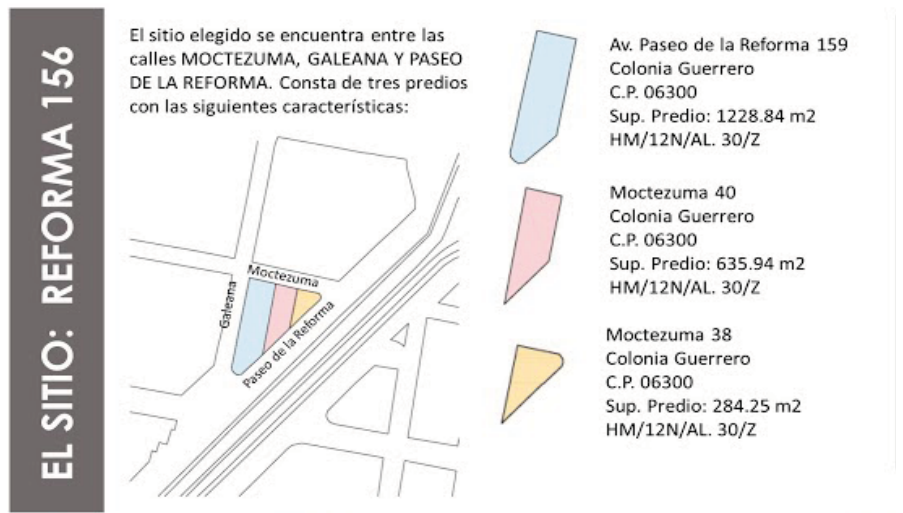 EL SITIO: REFORMA 156
El sitio elegido se encuentra entre las
calles MOCTEZUMA, GALEANA Y PASEO
DE LA REFORMA. Consta de tres predios
con las siguientes características:
Moctezuma
Galeana
Paseo de la Reforma
Av. Paseo de la Reforma 159
Colonia Guerrero
C.P. 06300
Sup. Predio: 1228.84 m2
HM/12N/AL. 30/Z
Moctezuma 40
Colonia Guerrero
C.P. 06300
Sup. Predio: 635.94 m2
HM/12N/AL. 30/Z
Moctezuma 38
Colonia Guerrero
C.P. 06300
Sup. Predio: 284.25 m2
HM/12N/AL. 30/Z